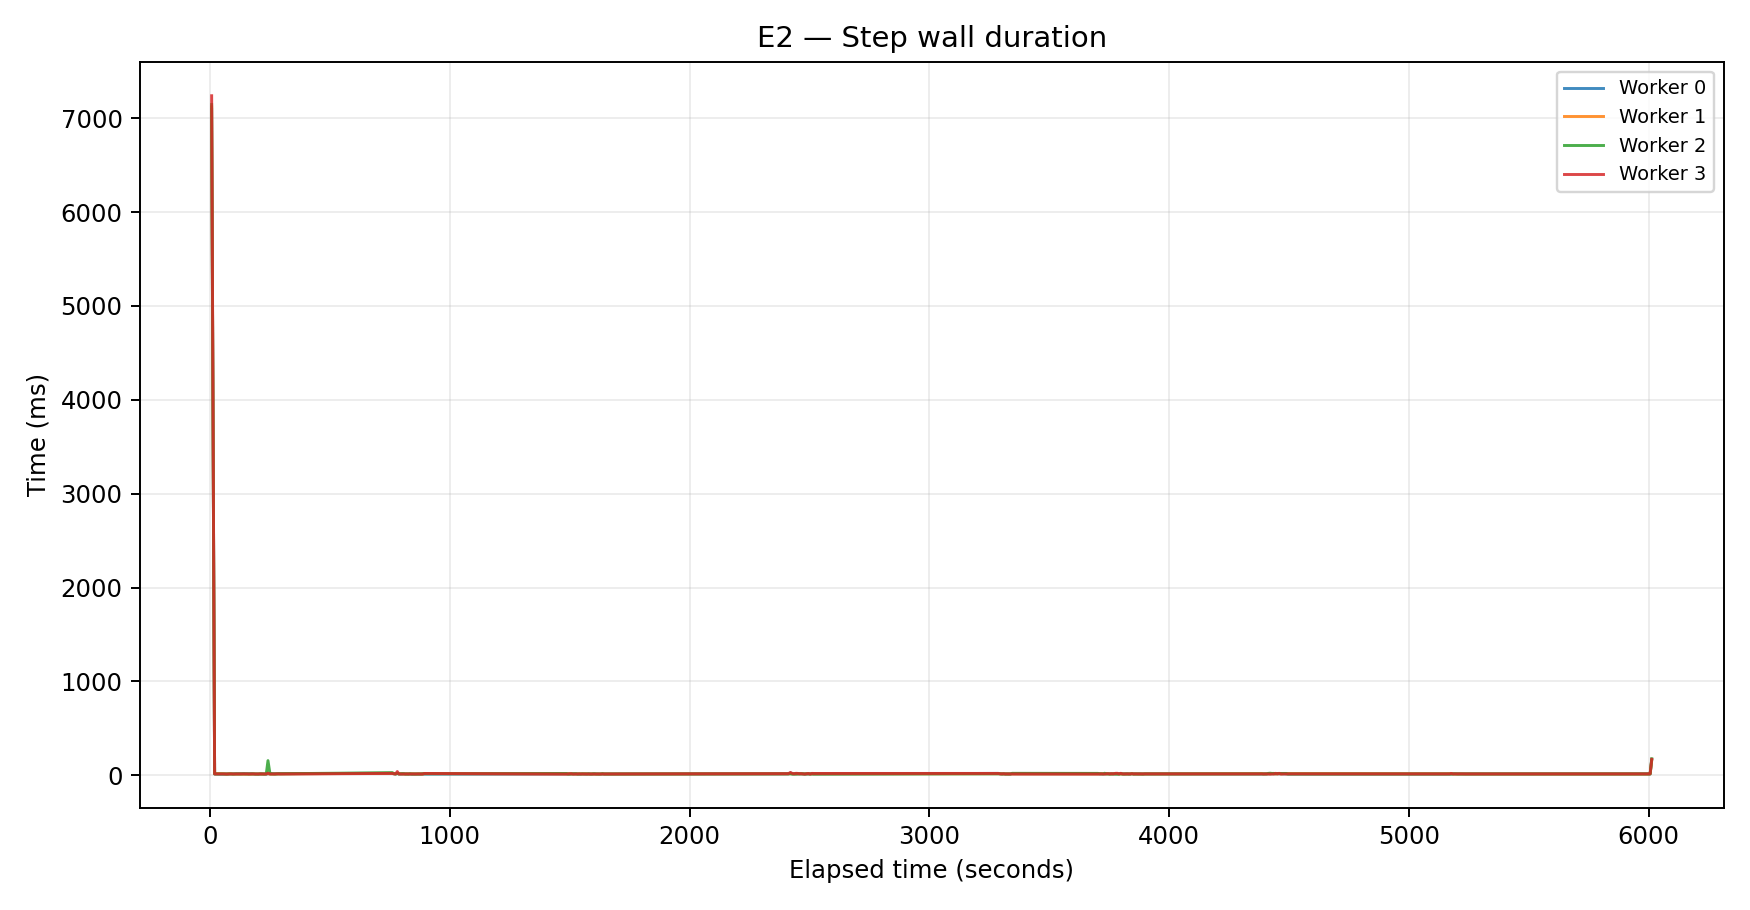 E2 — Step wall duration
Worker 0
Worker 1
Worker 2
Worker 3
Time (ms)
7000
6000
5000
4000
3000
2000
1000
0
0 1000 2000 3000 4000 5000 6000
Elapsed time (seconds)